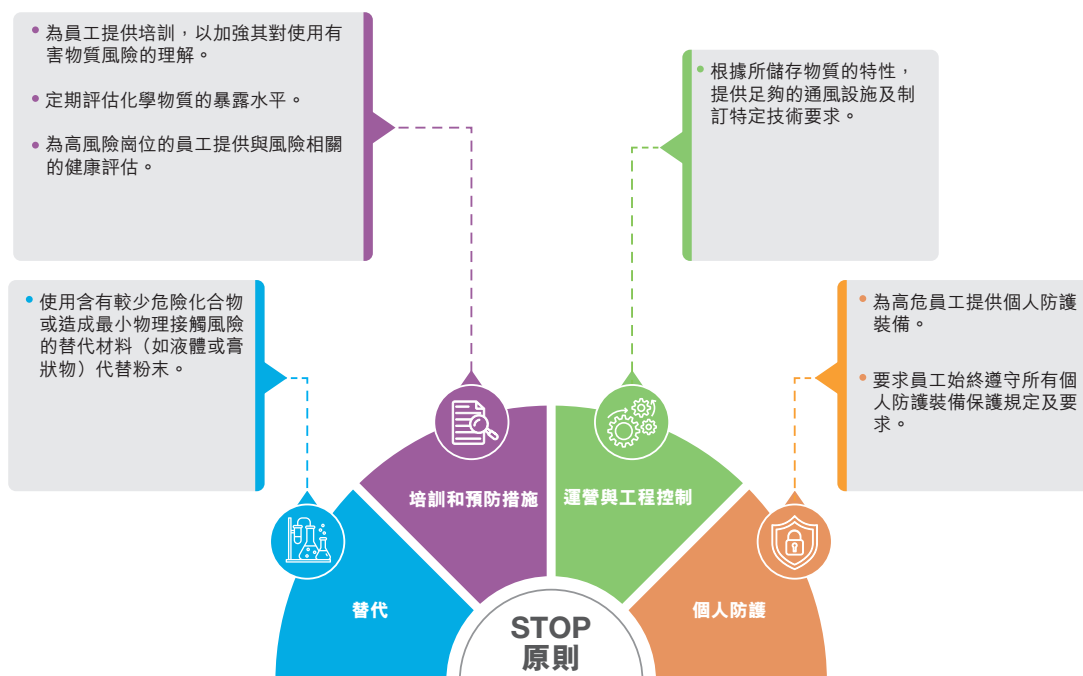 • 為員工提供培訓，以加強其對使用有
害物質風險的理解。
• 定期評估化學物質的暴露水平。
• 為高風險崗位的員工提供與風險相關
的健康評估。
• 根據所儲存物質的特性，
提供足夠的通風設施及制
訂特定技術要求。
• 使用含有較少危險化合物
或造成最小物理接觸風險
的替代材料（如液體或膏
狀物）代替粉末。
• 為高危員工提供個人防護
裝備。
• 要求員工始終遵守所有個
人防護裝備保護規定及要
求。
培訓和預防措施
運營與工程控制
替代
個人防護
STOP
原則